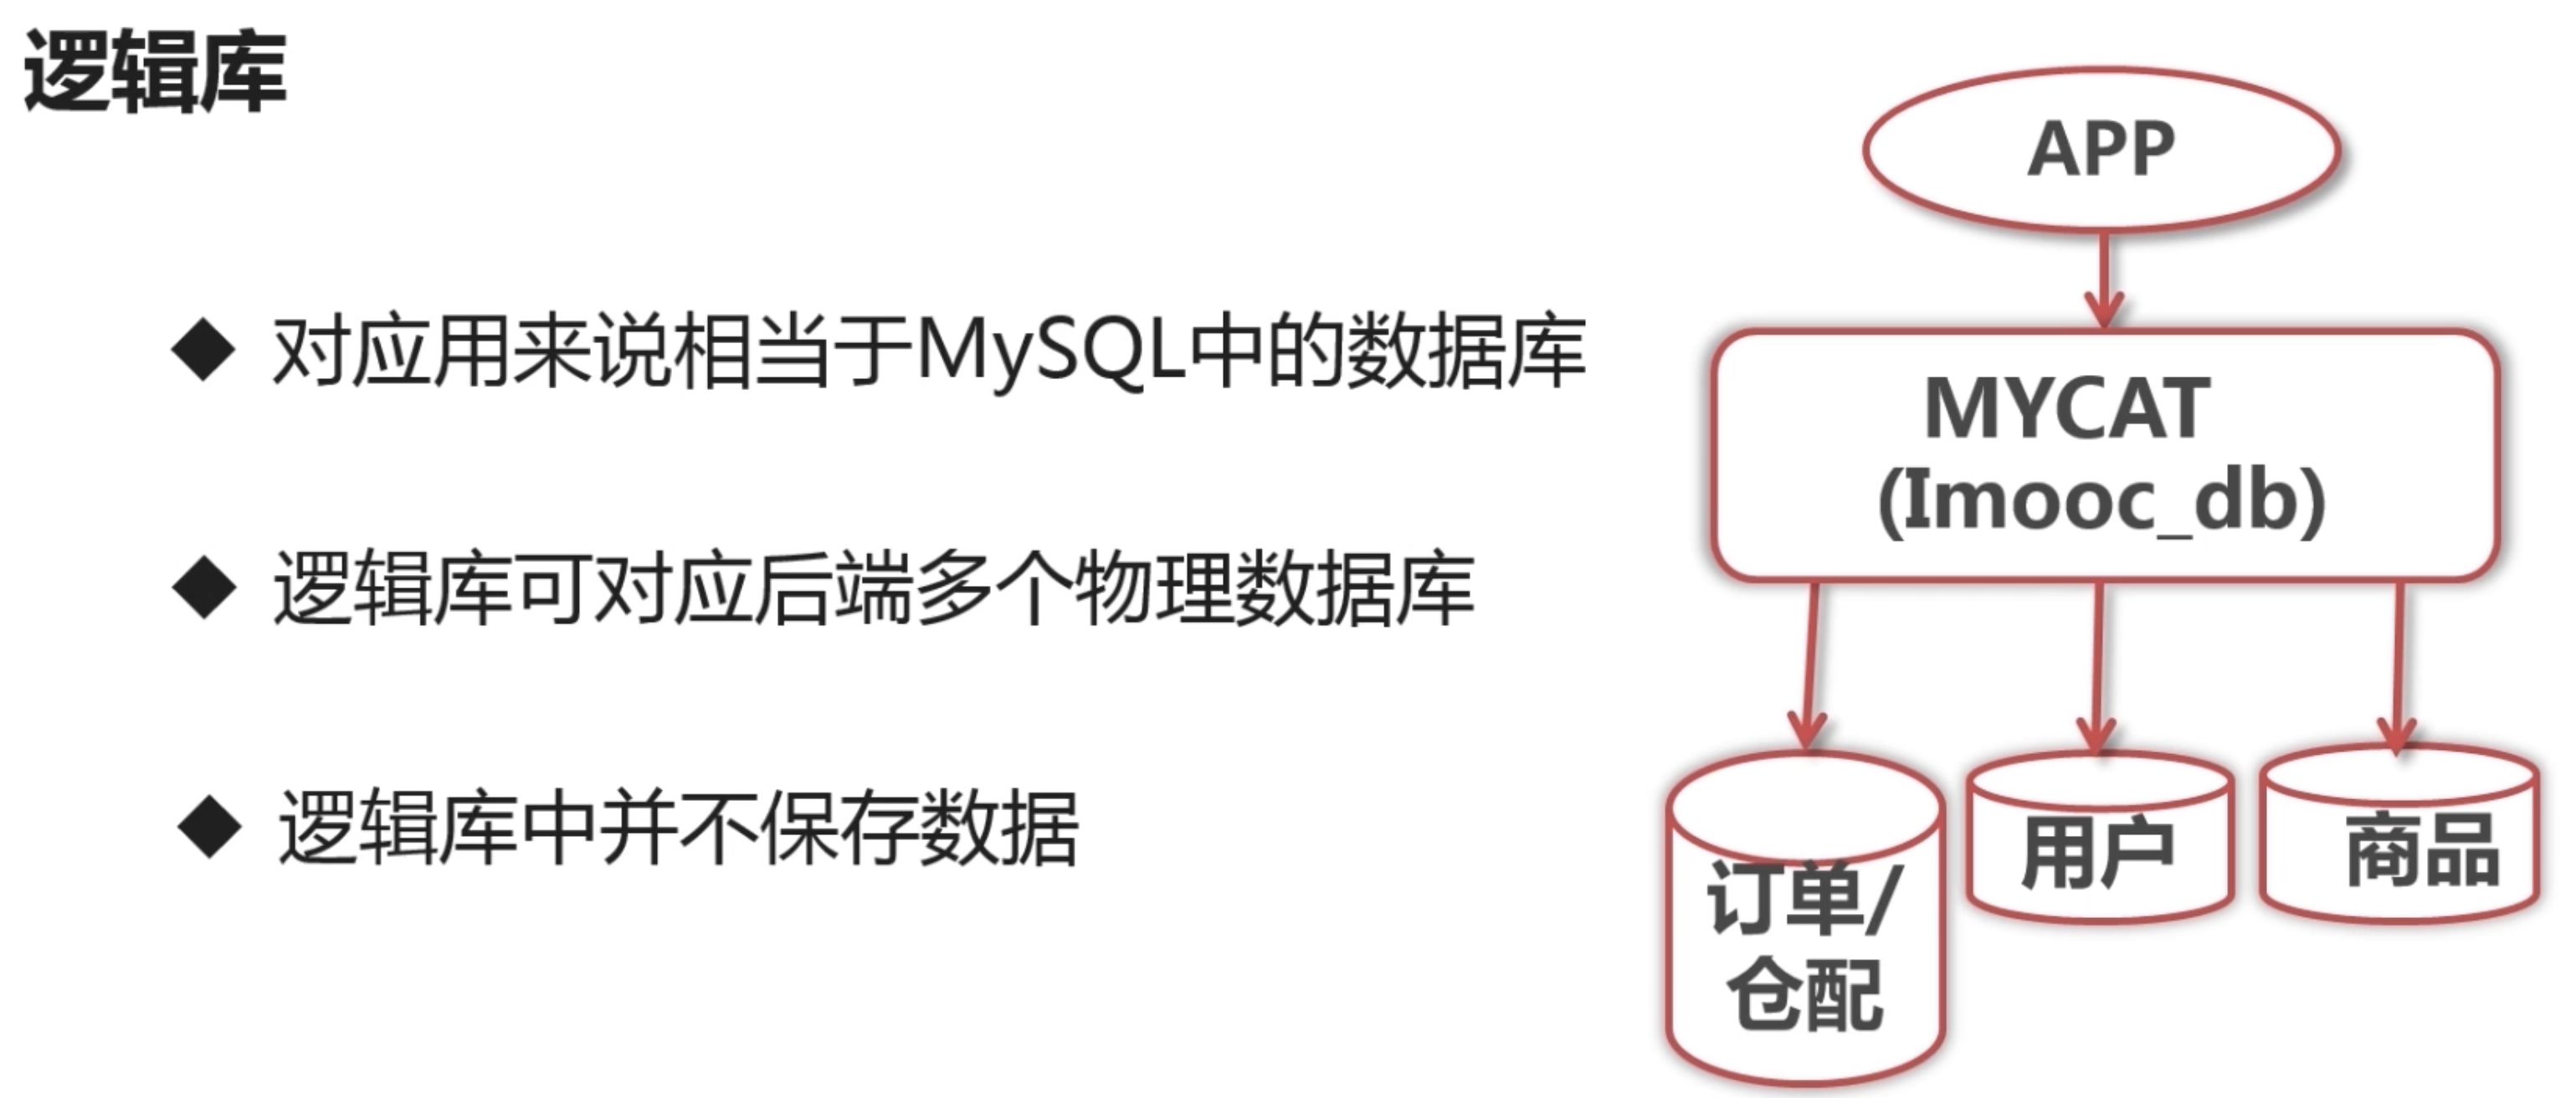 逻辑库
◆ 对应用来说相当于MySQL中的数据库
◆ 逻辑库可对应后端多个物理数据库
◆ 逻辑库中并不保存数据
APP
MYCAT
(Imooc_db)
订单/
仓配
用户
商品